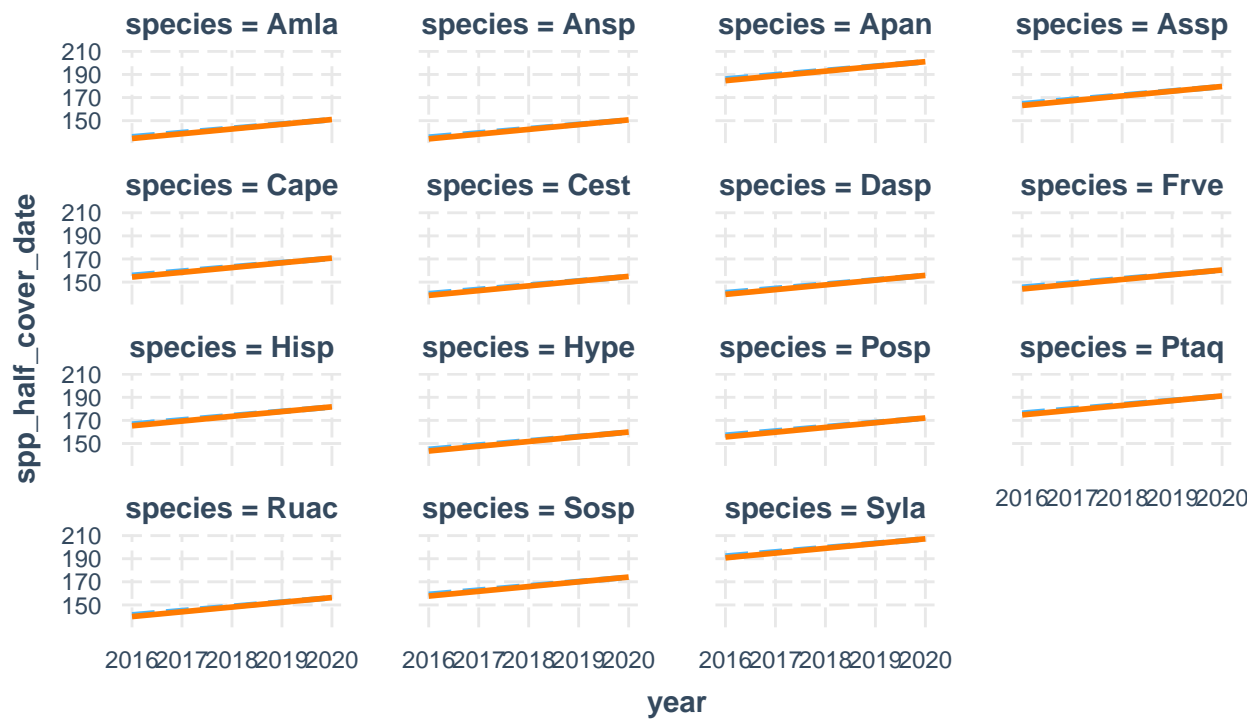 species = Amla
species = Ansp
species = Apan
species = Assp
210
190
170
150
species = Cape
species = Cest
species = Dasp
species = Frve
210
190
170
150
species = Hisp
species = Hype
species = Posp
species = Ptaq
210
190
170
150
species = Ruac
species = Sosp
species = Syla
2016 2017 2018 2019 2020
210
190
170
150
2016 2017 2018 2019 2020
2016 2017 2018 2019 2020
2016 2017 2018 2019 2020
year
spp_half_cover_date